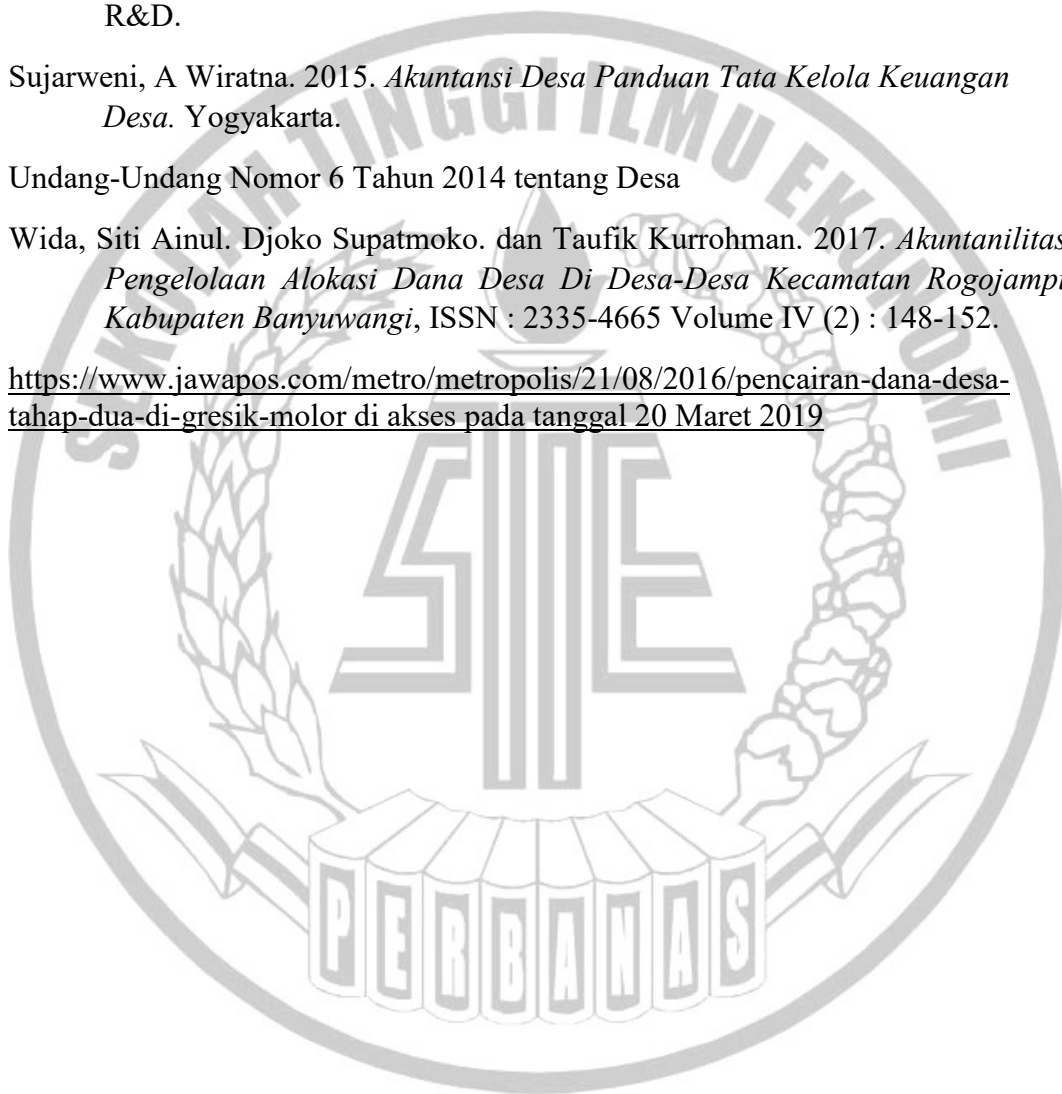 R&D.
Sujarweni, A Wiratna. 2015. Akuntansi Desa Panduan Tata Kelola Keuangan
Desa. Yogyakarta.
Undang-Undang Nomor 6 Tahun 2014 tentang Desa
Wida, Siti Ainul. Djoko Supatmoko. dan Taufik Kurrohman. 2017. Akuntanilitas
Pengelolaan Alokasi Dana Desa Di Desa-Desa Kecamatan Rogojampi
Kabupaten Banyuwangi, ISSN : 2335-4665 Volume IV (2) : 148-152.
https://www.jawapos.com/metro/metropolis/21/08/2016/pencairan-dana-desa-
tahap-dua-di-gresik-molor di akses pada tanggal 20 Maret 2019
SEKOLAH TINGGI ILMU EKONOMI
STIE
PERBANAS